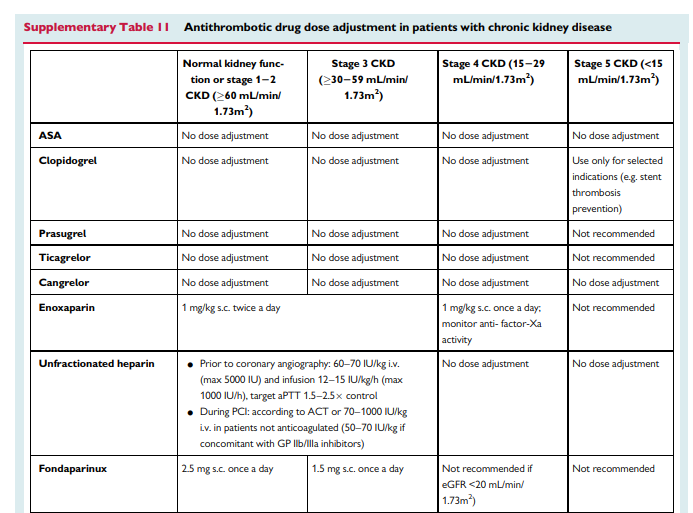 Supplementary Table 11 Antithrombotic drug dose adjustment in patients with chronic kidney disease
Normal kidney func-
tion or stage 1–2
CKD (≥60 mL/min/
1.73m²)
Stage 3 CKD
(≥30–59 mL/min/
1.73m²)
Stage 4 CKD (15–29
mL/min/1.73m²)
Stage 5 CKD (<15
mL/min/1.73m²)
ASA
No dose adjustment
No dose adjustment
No dose adjustment
No dose adjustment
Clopidogrel
No dose adjustment
No dose adjustment
No dose adjustment
Use only for selected
indications (e.g. stent
thrombosis
prevention)
Prasugrel
No dose adjustment
No dose adjustment
No dose adjustment
Not recommended
Ticagrelor
No dose adjustment
No dose adjustment
No dose adjustment
Not recommended
Cangrelor
No dose adjustment
No dose adjustment
No dose adjustment
No dose adjustment
Enoxaparin
1 mg/kg s.c. twice a day
1 mg/kg s.c. once a day;
monitor anti- factor-Xa
activity
Not recommended
Unfractionated heparin
● Prior to coronary angiography: 60–70 IU/kg i.v.
(max 5000 IU) and infusion 12–15 IU/kg/h (max
1000 IU/h), target aPTT 1.5–2.5× control
● During PCI: according to ACT or 70–1000 IU/kg
i.v. in patients not anticoagulated (50–70 IU/kg if
concomitant with GP IIb/IIIa inhibitors)
No dose adjustment
No dose adjustment
Fondaparinux
2.5 mg s.c. once a day
1.5 mg s.c. once a day
Not recommended if
eGFR <20 mL/min/
1.73m²)
Not recommended